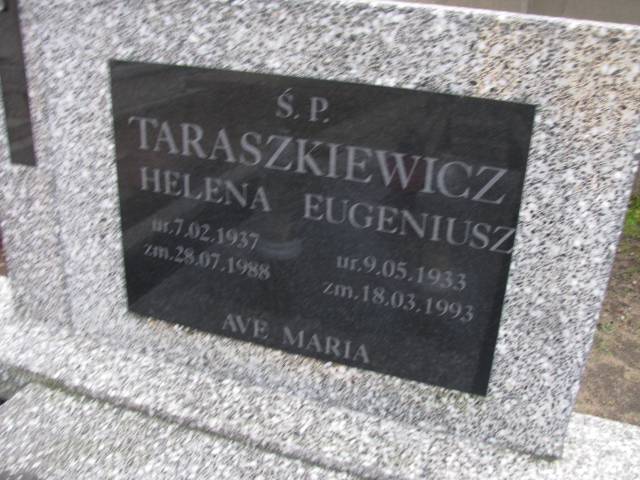 Ś. P.
TARASZKIEWICZ
HELENA EUGENIUSZ
ur.7.02.1937 ur.9.05.1933
zm.28.07.1988 zm.18.03.1993
AVE MARIA